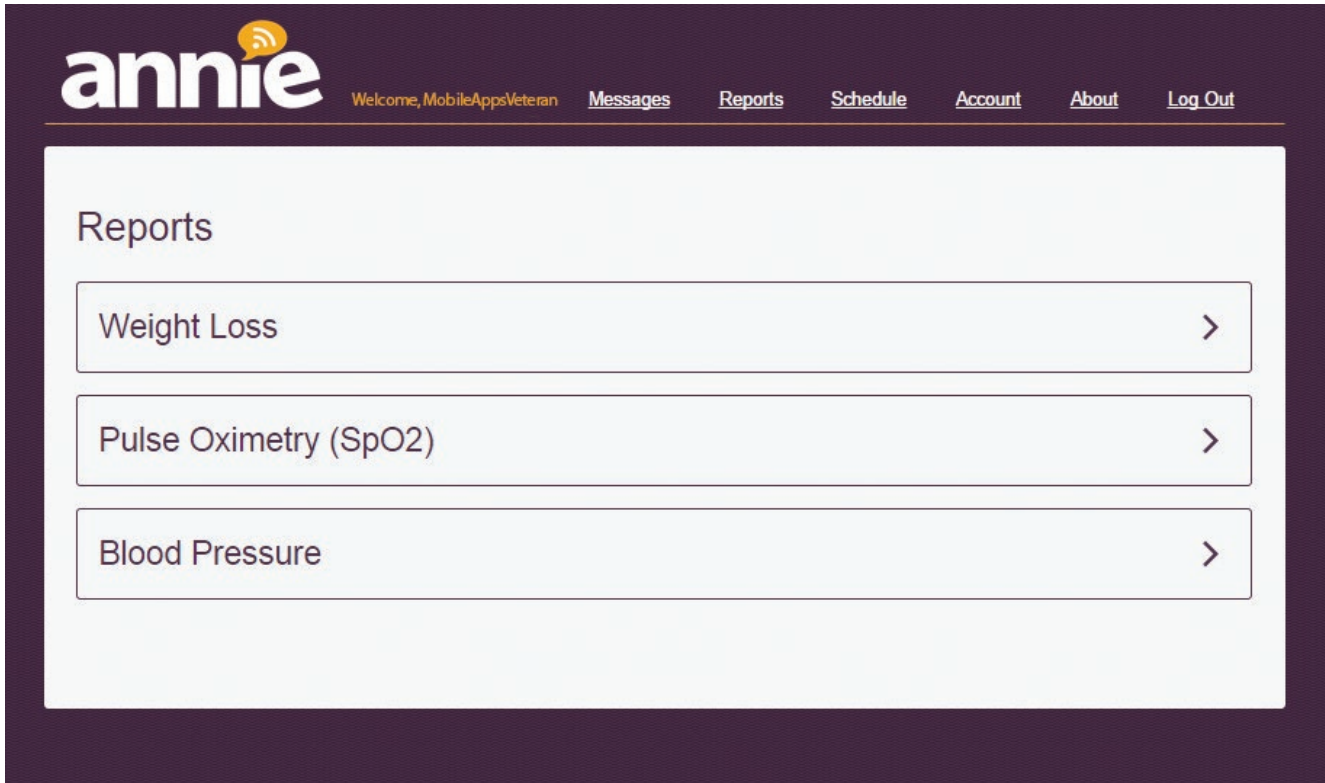 annie
Welcome, MobileAppsVeteran Messages Reports Schedule Account About Log Out
Reports
Weight Loss
Pulse Oximetry (SpO2)
Blood Pressure